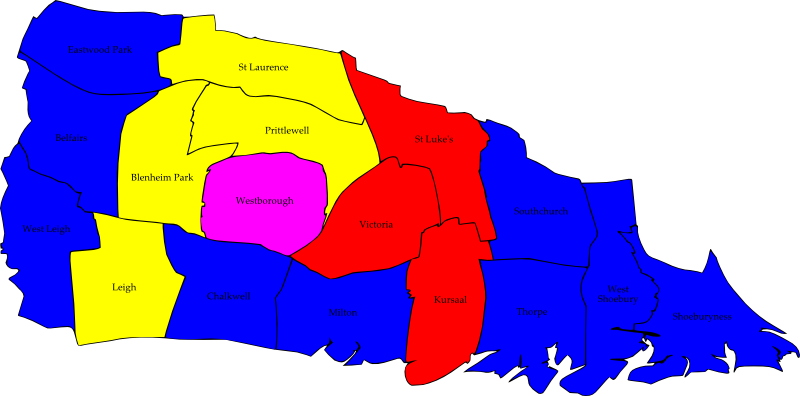 Eastwood Park
St Laurence
Prittlewell
Belfairs
St Luke's
Blenheim Park
Westborough
Southchurch
Victoria
West Leigh
Leigh
Chalkwell
Milton
Kursaal
Thorpe
West
Shoebury
Shoeburyness